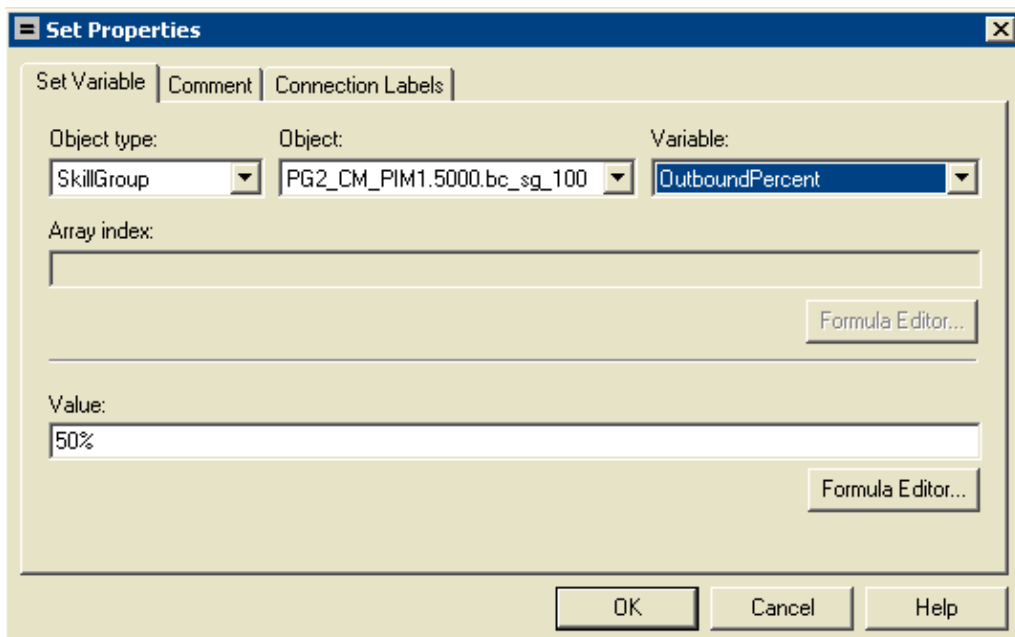 Set Properties
Set Variable Comment Connection Labels
Object type: Object: Variable:
SkillGroup PG2_CM_PIM1.5000.bc_sg_100 OutboundPercent
Array index:
Formula Editor...
Value:
50%
Formula Editor...
OK Cancel Help